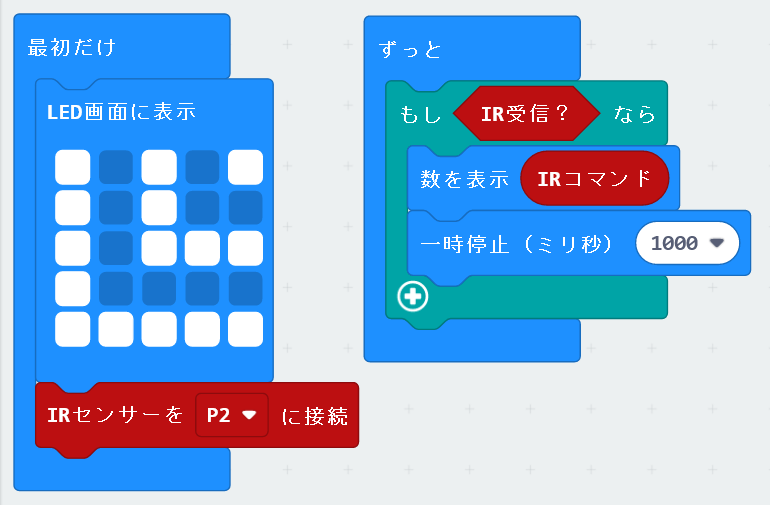 最初だけ
LED画面に表示
IRセンサーを P2 に接続
ずっと
もし IR受信？ なら
数を表示 IRコマンド
一時停止（ミリ秒） 1000